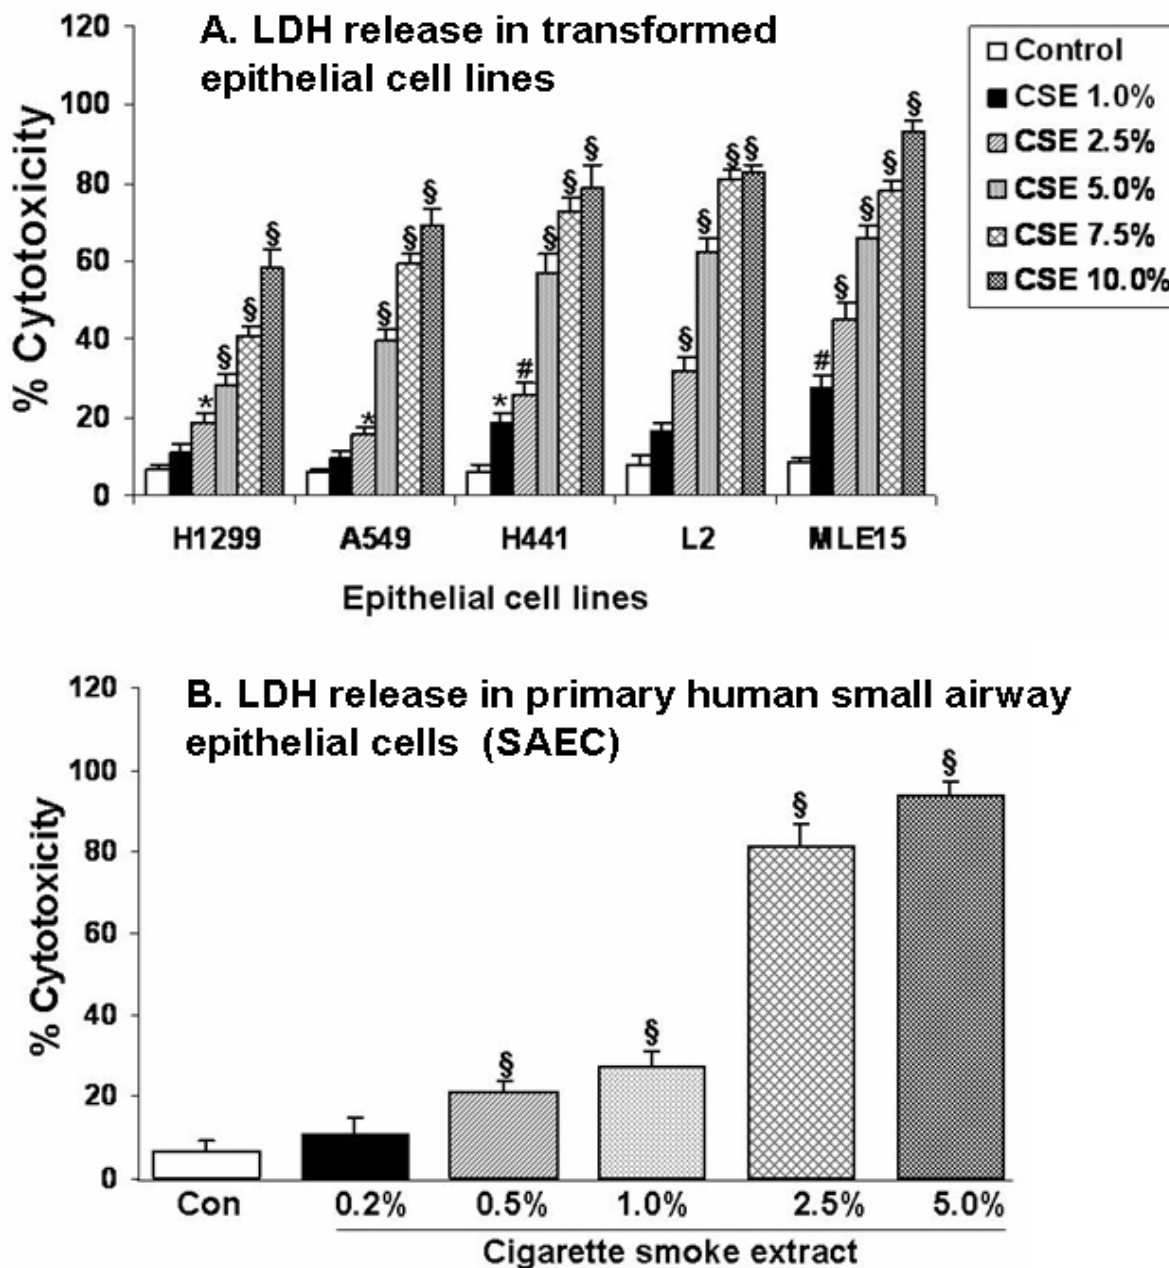 A. LDH release in transformed
epithelial cell lines
120
100
80
60
40
20
0
% Cytotoxicity
Control
CSE 1.0%
CSE 2.5%
CSE 5.0%
CSE 7.5%
CSE 10.0%
* § § §
* § § §
* # § § §
§ § § §
# § § § §
H1299 A549 H441 L2 MLE15
Epithelial cell lines
B. LDH release in primary human small airway
epithelial cells (SAEC)
120
100
80
60
40
20
0
% Cytotoxicity
§ § § §
Con 0.2% 0.5% 1.0% 2.5% 5.0%
Cigarette smoke extract